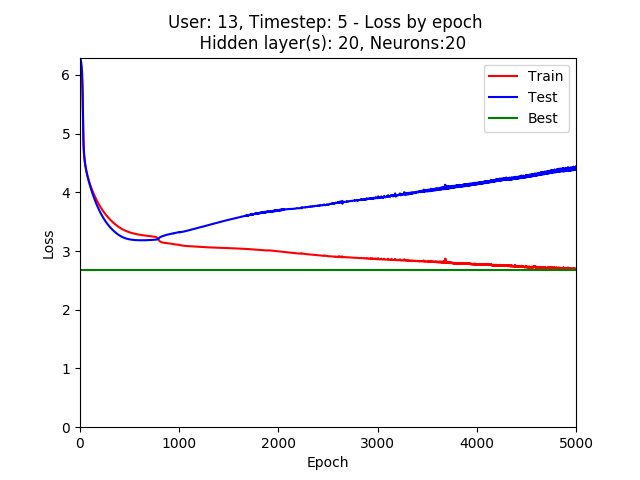 User: 13, Timestep: 5 - Loss by epoch
Hidden layer(s): 20, Neurons:20
Train
Test
Best
6
5
4
3
2
1
0
Loss
0 1000 2000 3000 4000 5000
Epoch